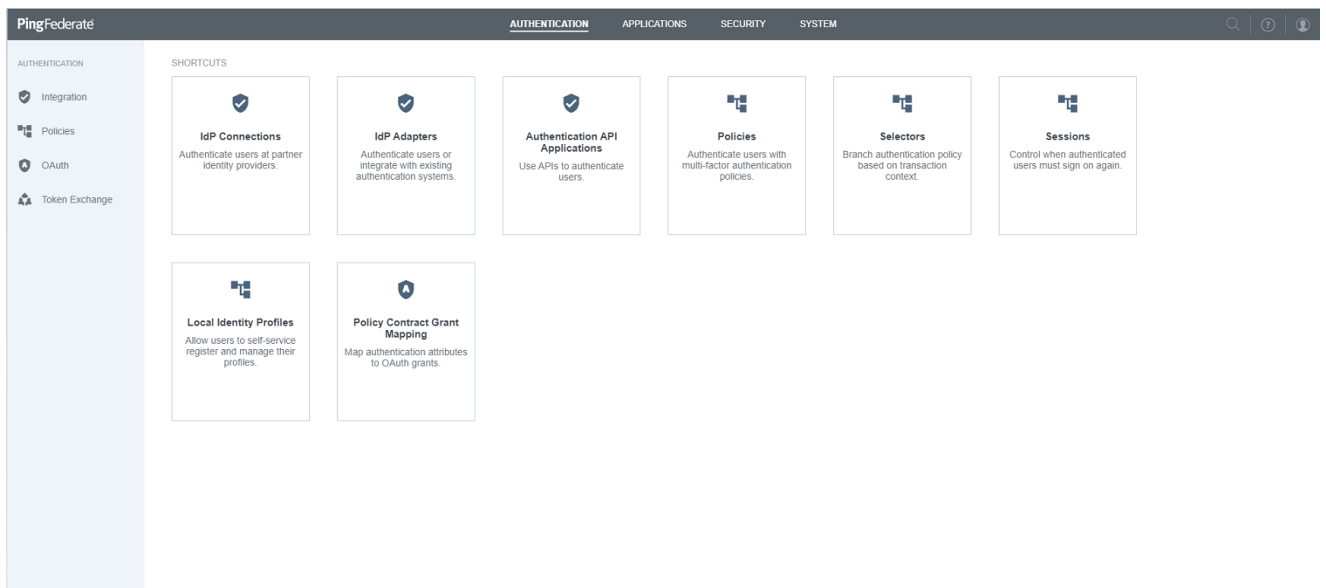 PingFederate
AUTHENTICATION
APPLICATIONS
SECURITY
SYSTEM
AUTHENTICATION
Integration
Policies
OAuth
Token Exchange
SHORTCUTS
IdP Connections
Authenticate users at partner
identity providers.
IdP Adapters
Authenticate users or
integrate with existing
authentication systems.
Authentication API
Applications
Use APIs to authenticate
users.
Policies
Authenticate users with
multi-factor authentication
policies.
Selectors
Branch authentication policy
based on transaction
context.
Sessions
Control when authenticated
users must sign on again.
Local Identity Profiles
Allow users to self-service
register and manage their
profiles.
Policy Contract Grant
Mapping
Map authentication attributes
to OAuth grants.